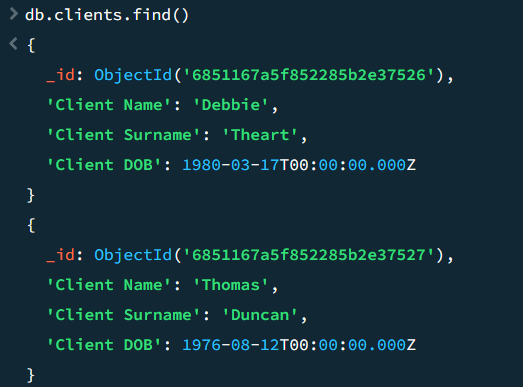 > db.clients.find()
< {
_id: ObjectId('6851167a5f852285b2e37526'),
'Client Name': 'Debbie',
'Client Surname': 'Theart',
'Client DOB': 1980-03-17T00:00:00.000Z
}
{
_id: ObjectId('6851167a5f852285b2e37527'),
'Client Name': 'Thomas',
'Client Surname': 'Duncan',
'Client DOB': 1976-08-12T00:00:00.000Z
}